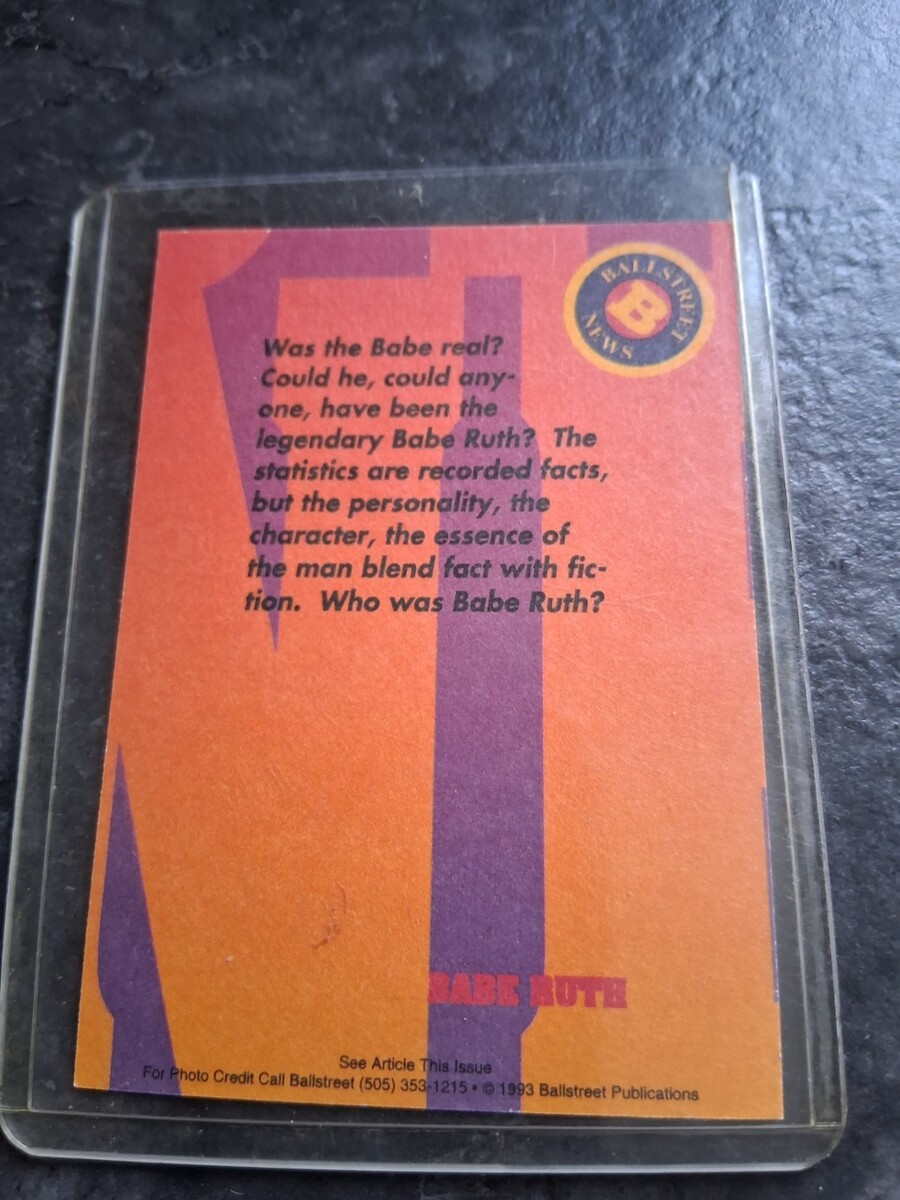 BALLSTREET
B
NEWS
Was the Babe real?
Could he, could any-
one, have been the
legendary Babe Ruth? The
statistics are recorded facts,
but the personality, the
character, the essence of
the man blend fact with fic-
tion. Who was Babe Ruth?
BABE RUTH
See Article This Issue
For Photo Credit Call Ballstreet (505) 353-1215 • © 1993 Ballstreet Publications